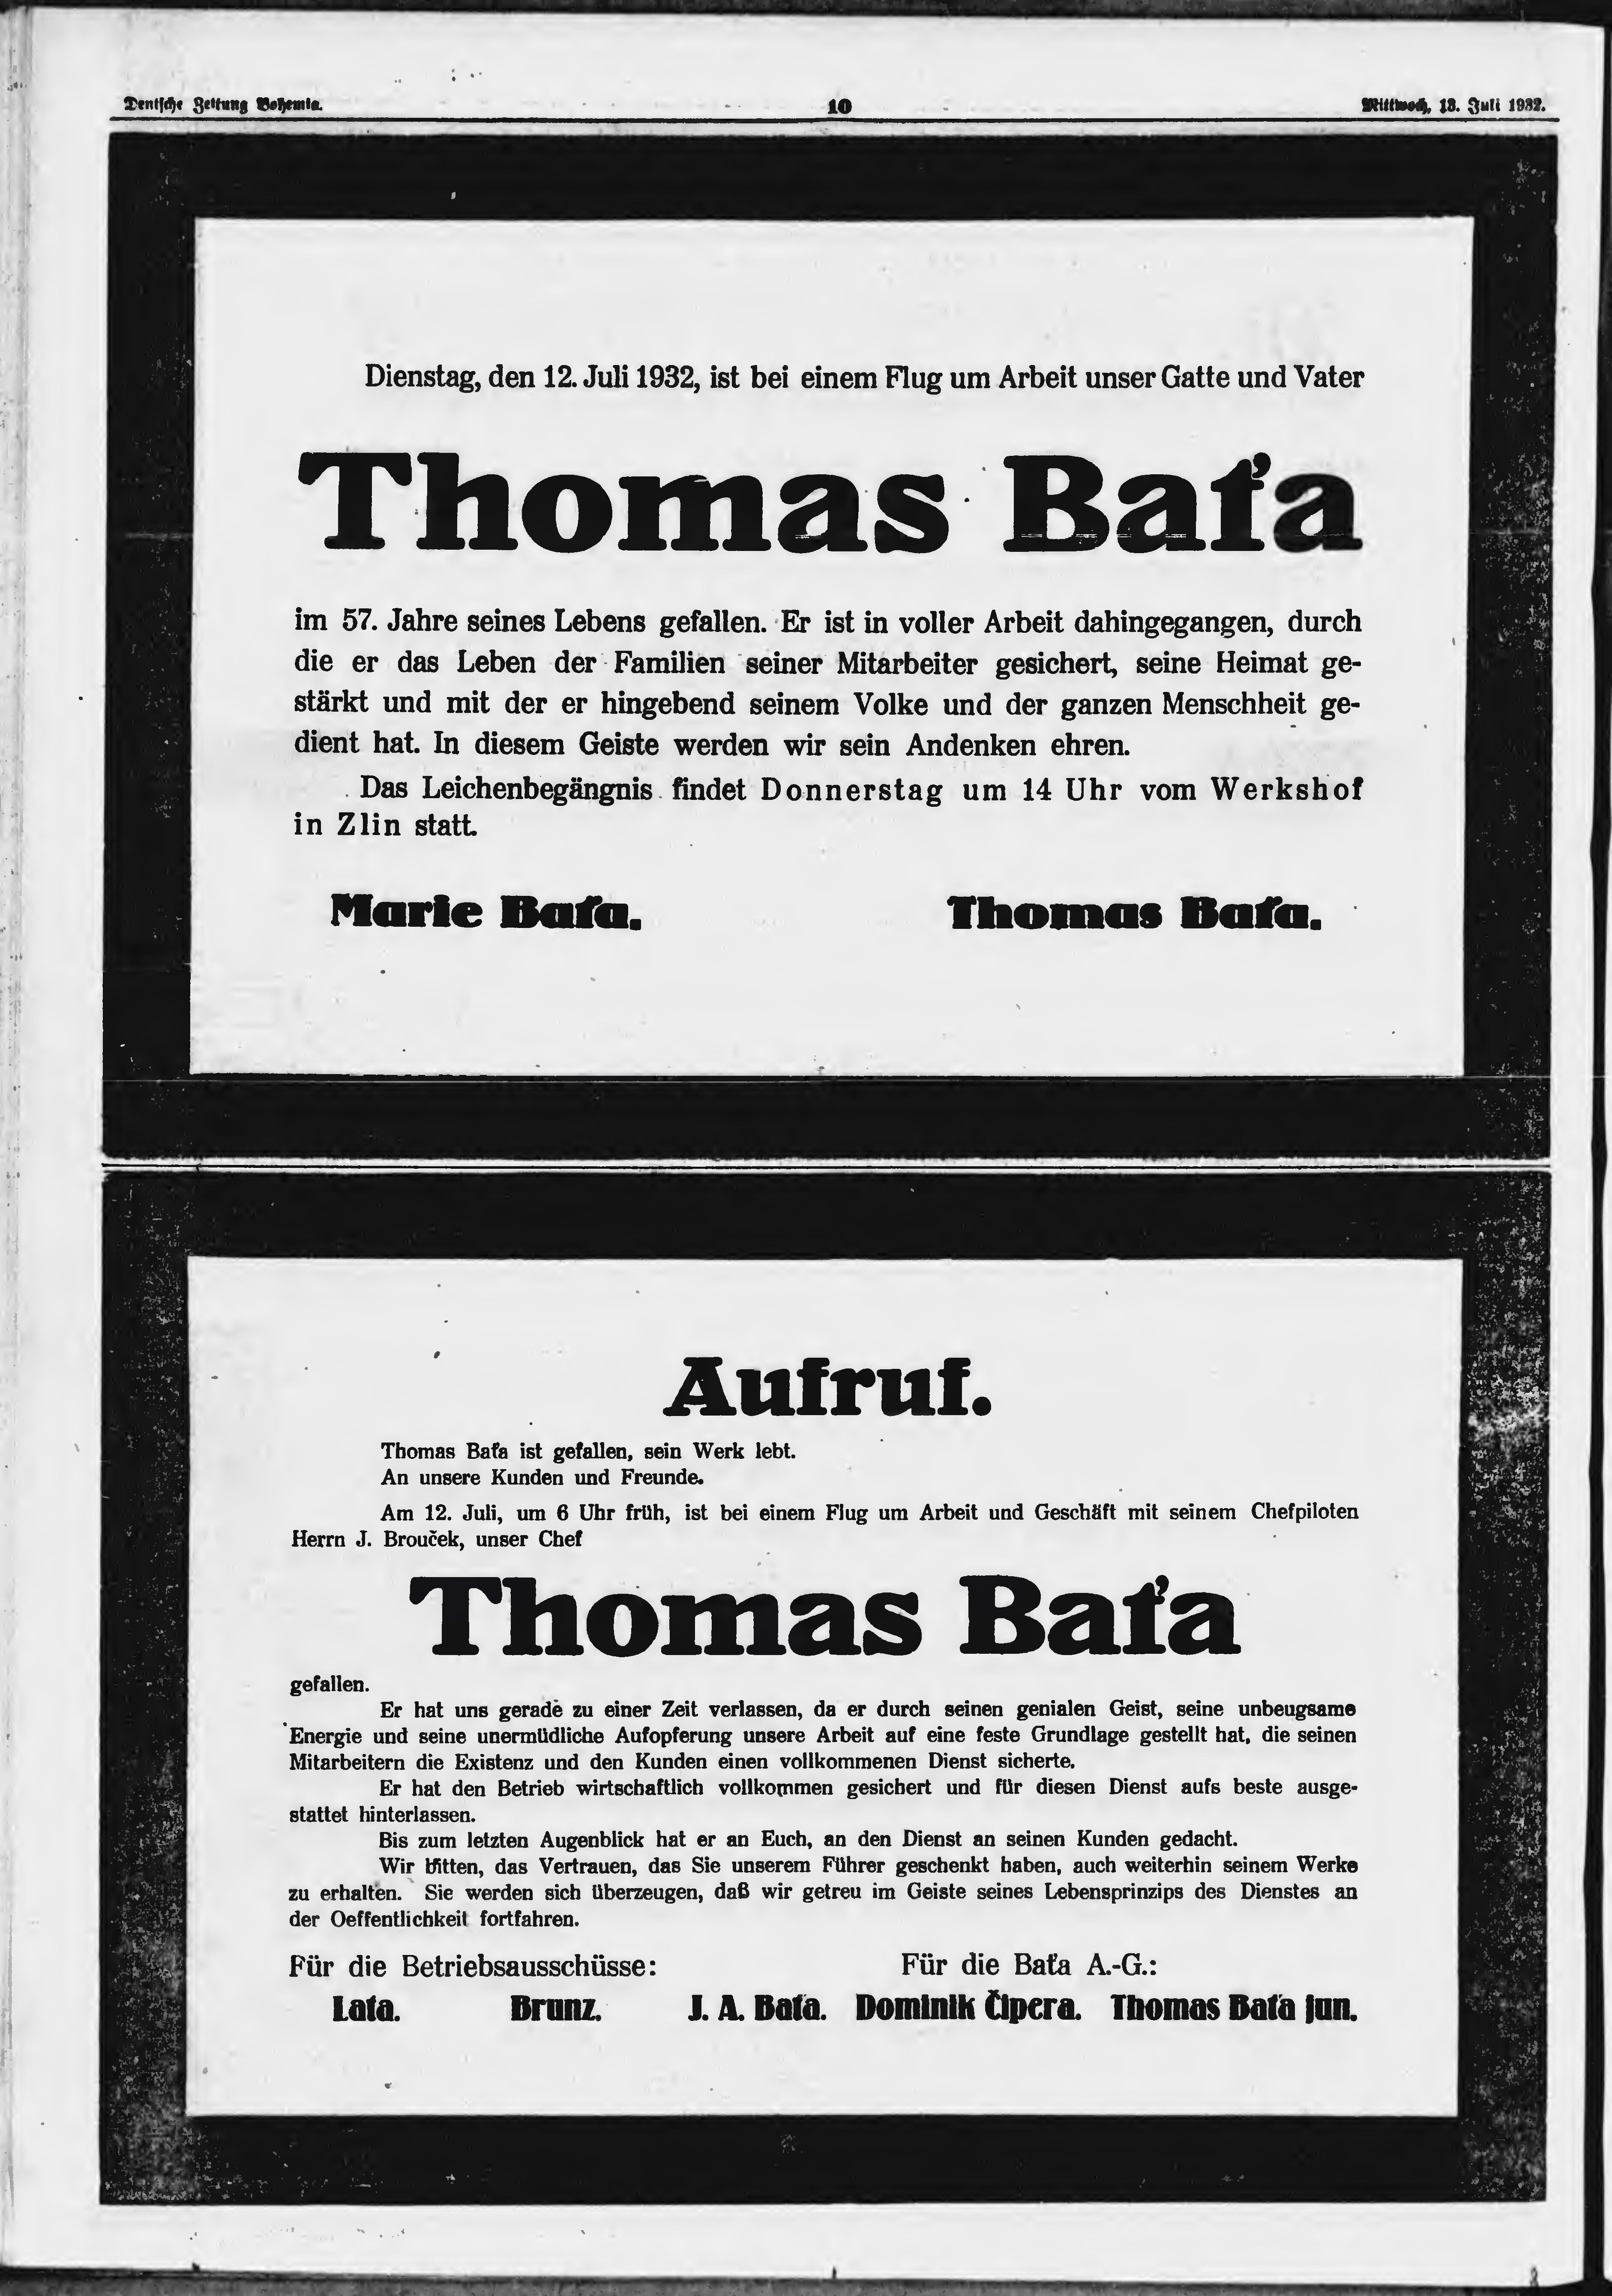 Deutsche Zeitung Bohemia.
10
Mittwoch, 13. Juli 1932.
Dienstag, den 12. Juli 1932, ist bei einem Flug um Arbeit unser Gatte und Vater
Thomas Baťa
im 57. Jahre seines Lebens gefallen. Er ist in voller Arbeit dahingegangen, durch
die er das Leben der Familien seiner Mitarbeiter gesichert, seine Heimat ge-
stärkt und mit der er hingebend seinem Volke und der ganzen Menschheit ge-
dient hat. In diesem Geiste werden wir sein Andenken ehren.
Das Leichenbegängnis findet Donnerstag um 14 Uhr vom Werkshof
in Zlin statt.
Marie Baťa.
Thomas Baťa.
Aufruf.
Thomas Baťa ist gefallen, sein Werk lebt.
An unsere Kunden und Freunde.
Am 12. Juli, um 6 Uhr früh, ist bei einem Flug um Arbeit und Geschäft mit seinem Chefpiloten
Herrn J. Brouček, unser Chef
Thomas Baťa
gefallen.
Er hat uns gerade zu einer Zeit verlassen, da er durch seinen genialen Geist, seine unbeugsame
Energie und seine unermüdliche Aufopferung unsere Arbeit auf eine feste Grundlage gestellt hat, die seinen
Mitarbeitern die Existenz und den Kunden einen vollkommenen Dienst sicherte.
Er hat den Betrieb wirtschaftlich vollkommen gesichert und für diesen Dienst aufs beste ausge-
stattet hinterlassen.
Bis zum letzten Augenblick hat er an Euch, an den Dienst an seinen Kunden gedacht.
Wir bitten, das Vertrauen, das Sie unserem Führer geschenkt haben, auch weiterhin seinem Werke
zu erhalten. Sie werden sich überzeugen, daß wir getreu im Geiste seines Lebensprinzips des Dienstes an
der Oeffentlichkeit fortfahren.
Für die Betriebsausschüsse:
Für die Baťa A.-G.:
Lata.
Brunz.
J. A. Baťa.
Dominik Čipera.
Thomas Baťa jun.